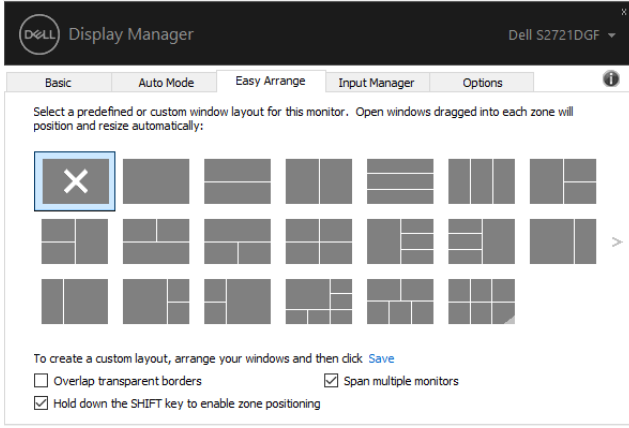 x
DELL Display Manager
Dell S2721DGF
Basic Auto Mode Easy Arrange Input Manager Options
Select a predefined or custom window layout for this monitor. Open windows dragged into each zone will
position and resize automatically:
To create a custom layout, arrange your windows and then click Save
Overlap transparent borders
Span multiple monitors
Hold down the SHIFT key to enable zone positioning